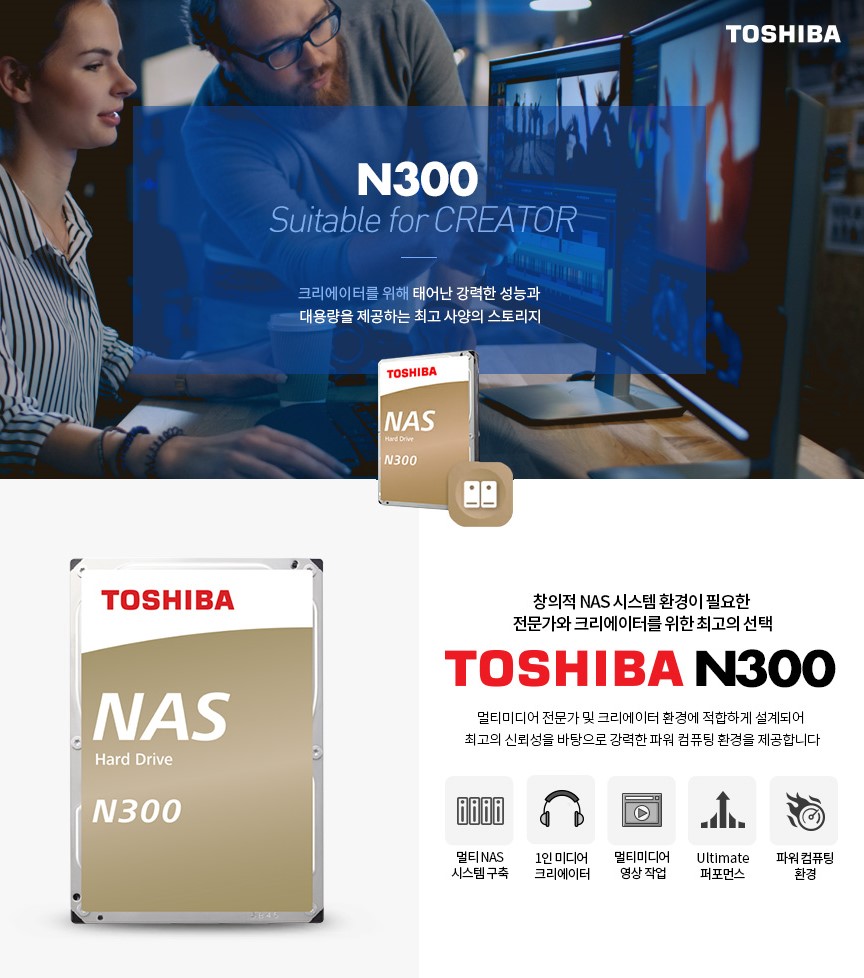 TOSHIBA
N300
Suitable for CREATOR
크리에이터를 위해 태어난 강력한 성능과
대용량을 제공하는 최고 사양의 스토리지
TOSHIBA
NAS
Hard Drive
N300
TOSHIBA
NAS
Hard Drive
N300
창의적 NAS 시스템 환경이 필요한
전문가와 크리에이터를 위한 최고의 선택
TOSHIBA N300
멀티미디어 전문가 및 크리에이터 환경에 적합하게 설계되어
최고의 신뢰성을 바탕으로 강력한 파워 컴퓨팅 환경을 제공합니다
멀티 NAS
시스템 구축
1인 미디어
크리에이터
멀티미디어
영상 작업
Ultimate
퍼포먼스
파워 컴퓨팅
환경